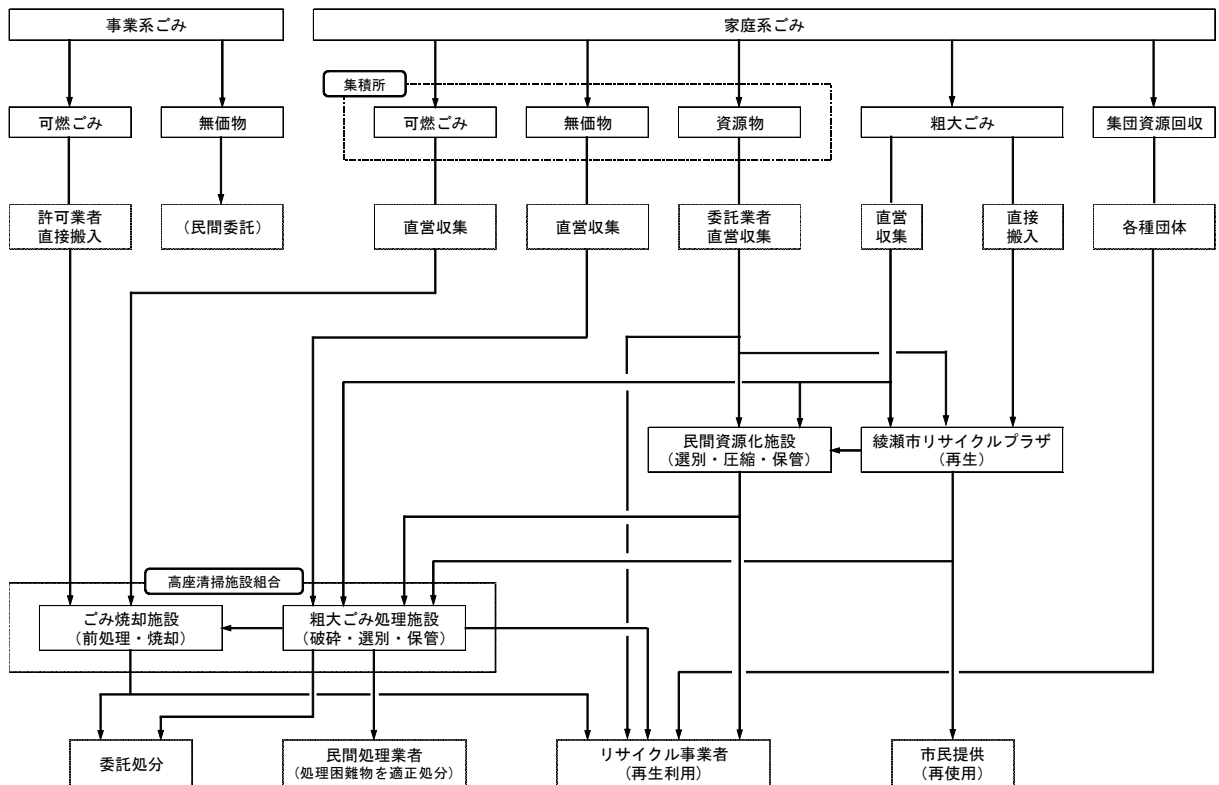 事業系ごみ
家庭系ごみ
集積所
可燃ごみ
無価物
可燃ごみ
無価物
資源物
粗大ごみ
集団資源回収
許可業者
直接搬入
(民間委託)
直営収集
直営収集
委託業者
直営収集
直営
収集
直接
搬入
各種団体
民間資源化施設
(選別・圧縮・保管)
綾瀬市リサイクルプラザ
(再生)
高座清掃施設組合
ごみ焼却施設
(前処理・焼却)
粗大ごみ処理施設
(破砕・選別・保管)
委託処分
民間処理業者
(処理困難物を適正処分)
リサイクル事業者
(再生利用)
市民提供
(再使用)